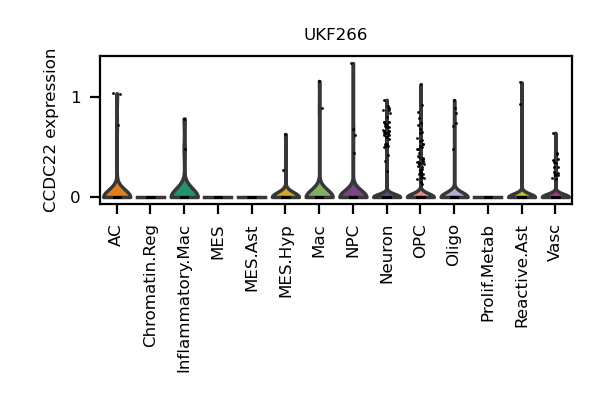 UKF266
CCDC22 expression
1
0
AC
Chromatin.Reg
Inflammatory.Mac
MES
MES.Ast
MES.Hyp
Mac
NPC
Neuron
OPC
Oligo
Prolif.Metab
Reactive.Ast
Vasc